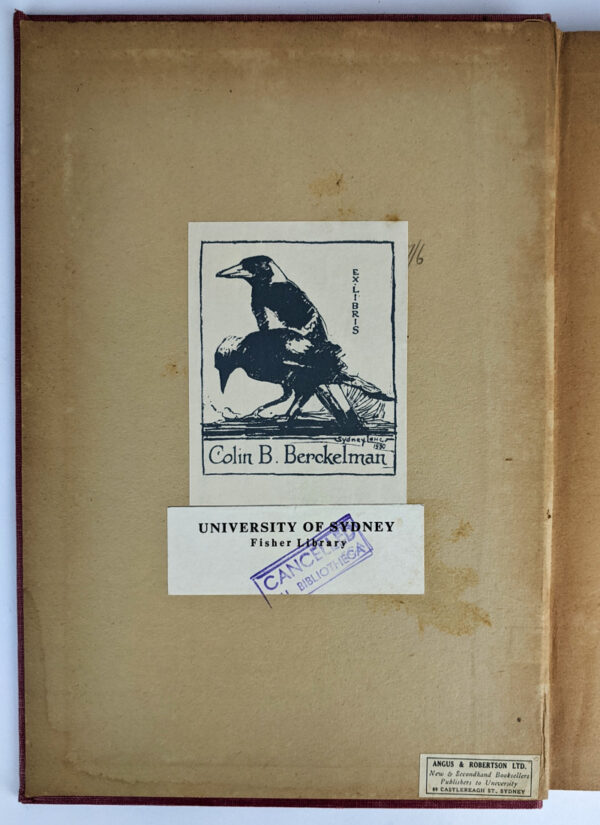 /6
EX·LIBRIS
Sydney Long
1930
Colin B. Berckelman
UNIVERSITY OF SYDNEY
Fisher Library
CANCELLED
BIBLIOTHECA
ANGUS & ROBERTSON LTD.
New & Secondhand Booksellers
Publishers to University
89 CASTLEREAGH ST., SYDNEY